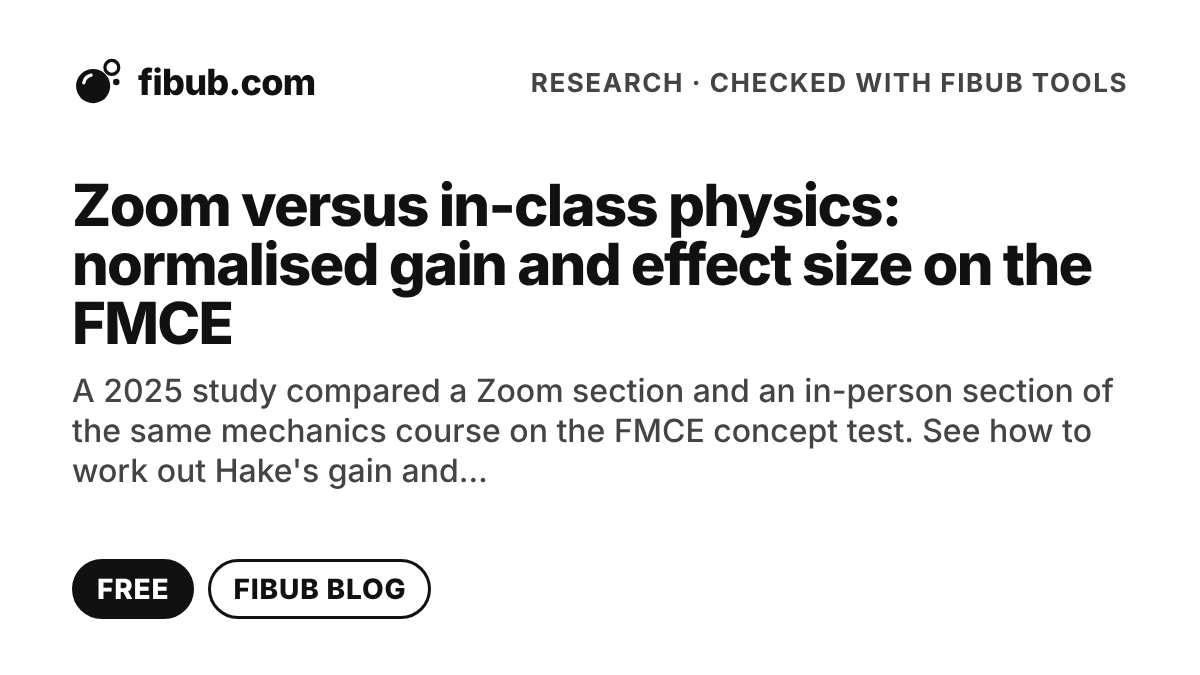 fibub.com
RESEARCH · CHECKED WITH FIBUB TOOLS
Zoom versus in-class physics:
normalised gain and effect size on the
FMCE
A 2025 study compared a Zoom section and an in-person section of
the same mechanics course on the FMCE concept test. See how to
work out Hake's gain and...
FREE
FIBUB BLOG